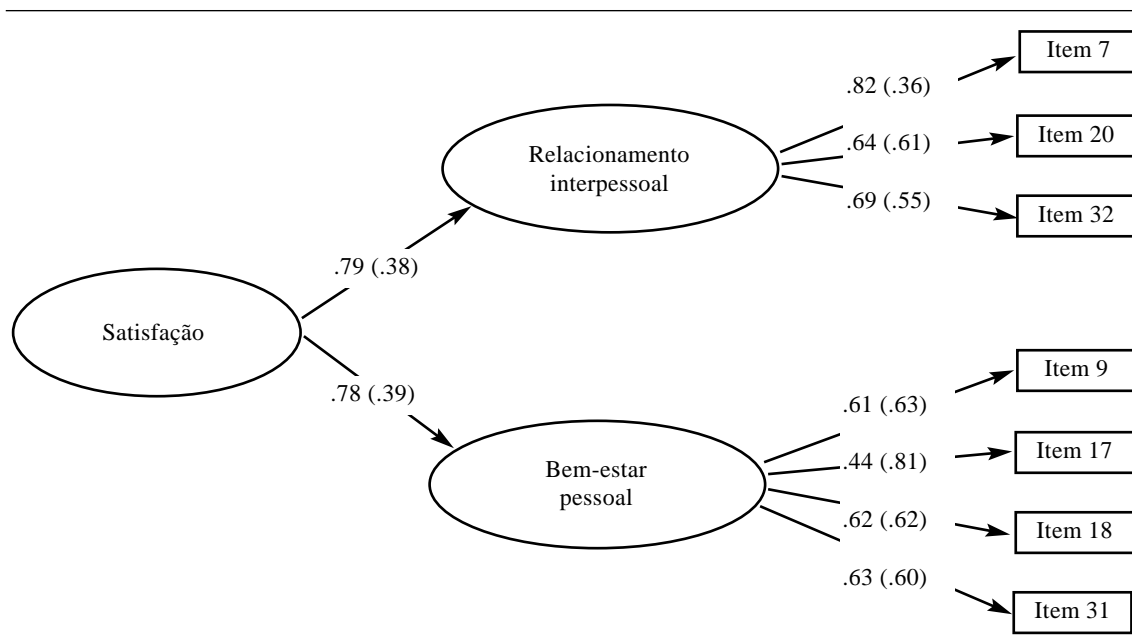 Item 7
.82 (.36)
Item 20
.64 (.61)
Relacionamento
interpessoal
Item 32
.69 (.55)
.79 (.38)
Satisfação
.78 (.39)
Item 9
.61 (.63)
Item 17
.44 (.81)
Bem-estar
pessoal
.62 (.62)
Item 18
.63 (.60)
Item 31